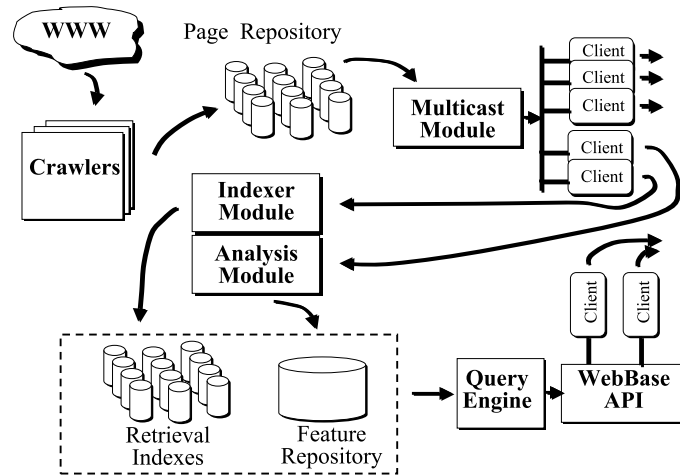 WWW
Page Repository
Crawlers
Multicast
Module
Client
Client
Client
Client
Client
Indexer
Module
Analysis
Module
Client
Client
Retrieval
Indexes
Feature
Repository
Query
Engine
WebBase
API